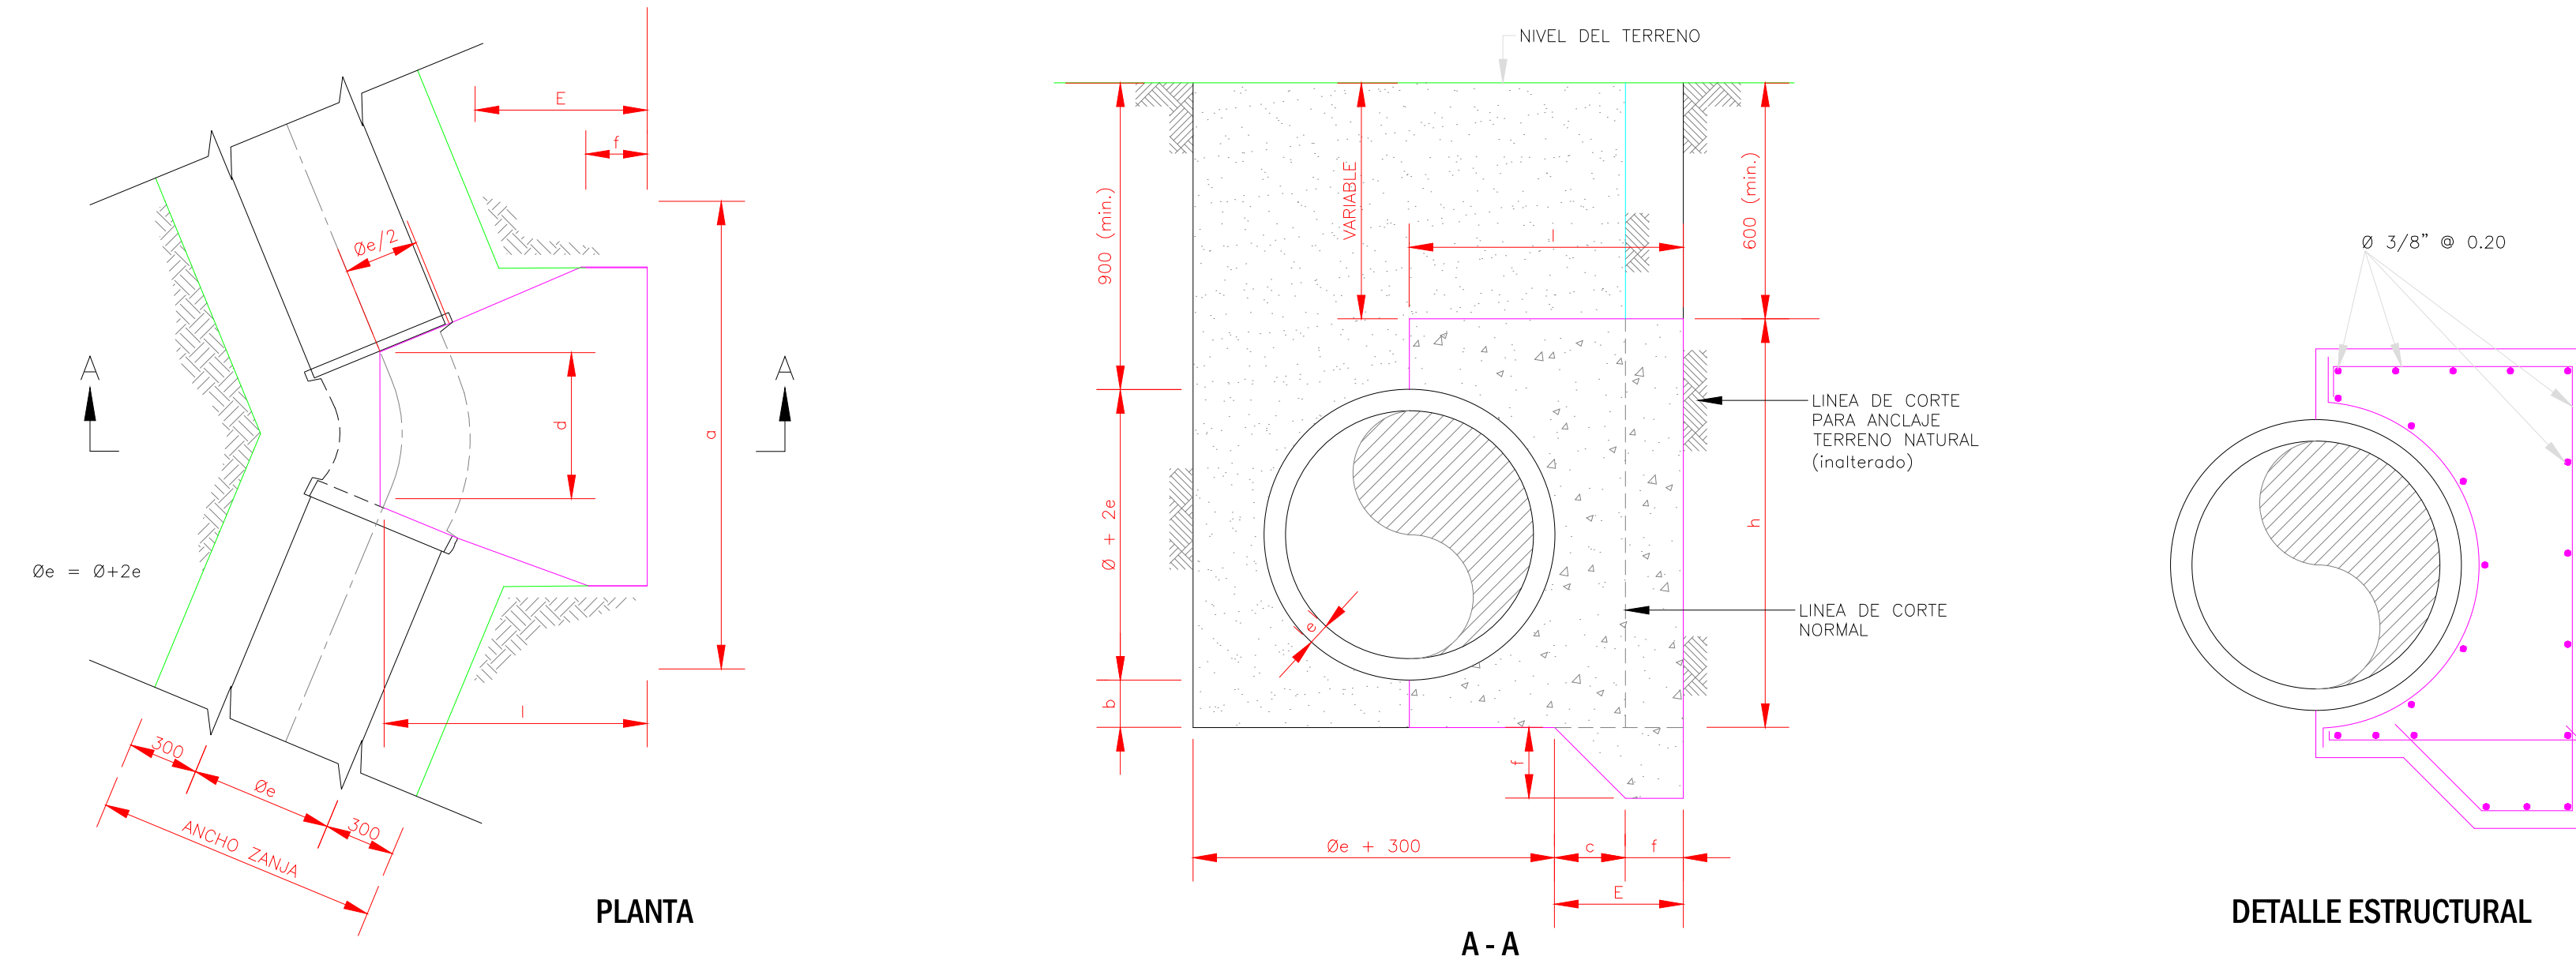 E
f
Øe/2
A
A
d
a
Øe = Ø+2e
l
300
Øe
300
ANCHO ZANJA
PLANTA
NIVEL DEL TERRENO
900 (min.)
VARIABLE
l
600 (min.)
LINEA DE CORTE
PARA ANCLAJE
TERRENO NATURAL
(inalterado)
Ø + 2e
h
e
LINEA DE CORTE
NORMAL
b
f
Øe + 300
c
f
E
A - A
Ø 3/8" @ 0.20
DETALLE ESTRUCTURAL